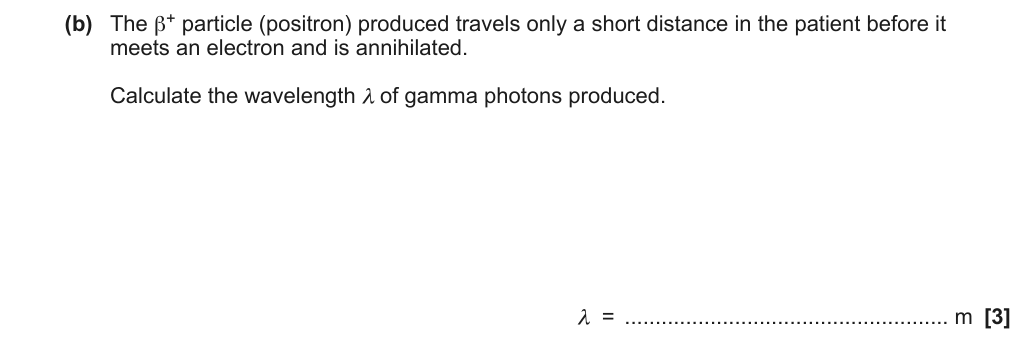 (b) The β⁺ particle (positron) produced travels only a short distance in the patient before it
meets an electron and is annihilated.
Calculate the wavelength λ of gamma photons produced.
λ = ..................................................... m [3]